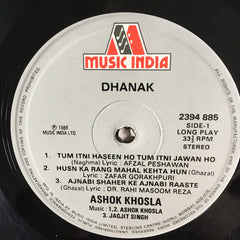 MUSIC INDIA
DHANAK
℗ 1986
MUSIC INDIA LTD.
2394 885
SIDE-1
LONG PLAY
33⅓ RPM
STEREO
1. TUM ITNI HASEEN HO TUM ITNI JAWAN HO
(Naghma) Lyric : AFZAL PESHAWARI
2. HUSN KA RANG MAHAL KEHTA HUN (Ghazal)
Lyric : ZAFAR GORAKHPURI
3. AJNABI SHAHER KE AJNABI RAASTE
(Ghazal) Lyric : DR. RAHI MASOOM REZA
ASHOK KHOSLA
Music : 1,2. ASHOK KHOSLA
3. JAGJIT SINGH